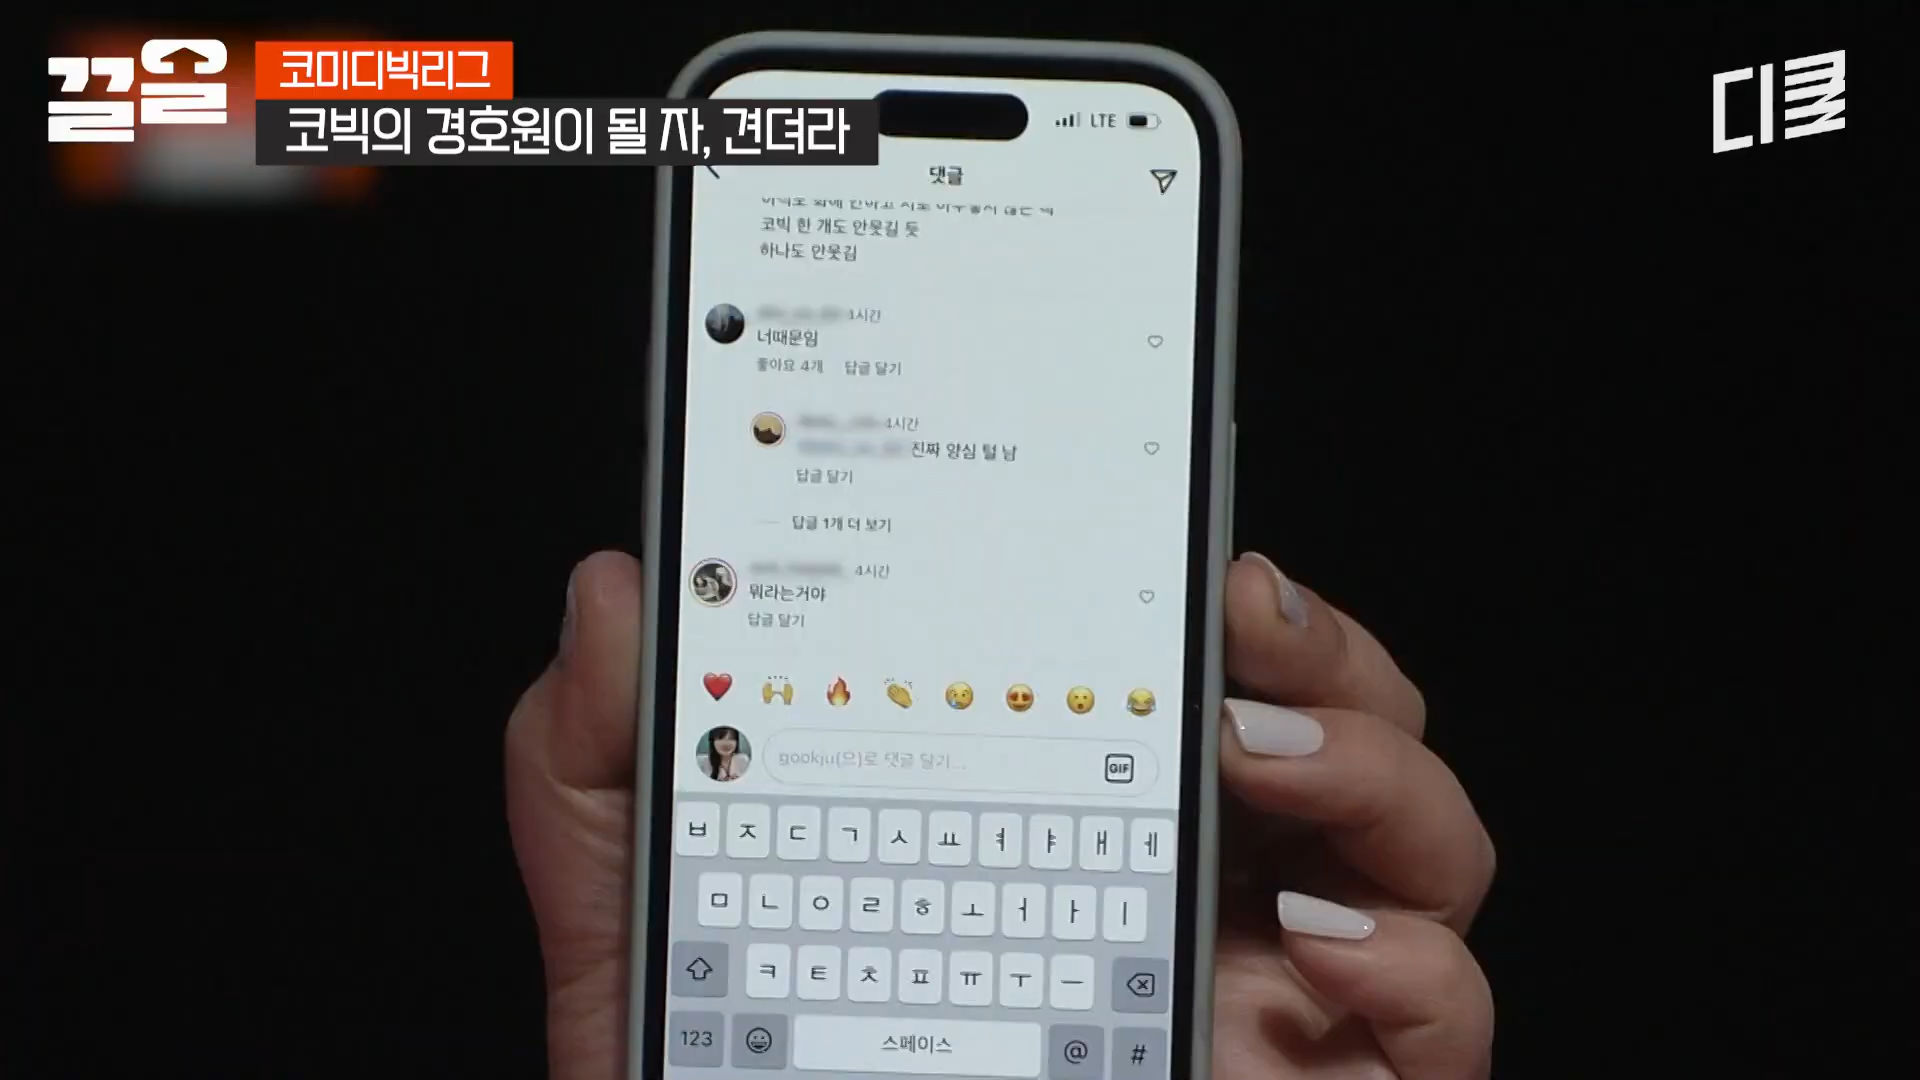 끌올
코미디빅리그
코빅의 경호원이 될 자, 견뎌라
디글
LTE
댓글
코빅 한 개도 안웃길 듯
하나도 안웃김
1시간
너때문임
좋아요 4개 답글 달기
1시간
진짜 양심 털 남
답글 달기
답글 1개 더 보기
4시간
뭐라는거야
답글 달기
gookju(으)로 댓글 달기...
GIF
ㅂ ㅈ ㄷ ㄱ ㅅ ㅛ ㅕ ㅑ ㅐ ㅔ
ㅁ ㄴ ㅇ ㄹ ㅎ ㅗ ㅓ ㅏ ㅣ
ㅋ ㅌ ㅊ ㅍ ㅠ ㅜ ㅡ
123 스페이스 @ #